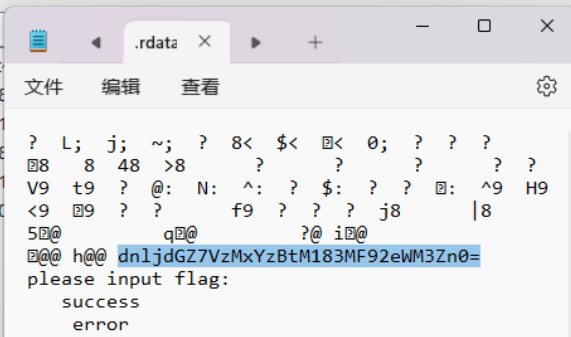 .rdata
文件 编辑 查看
? L; j; ~; ? 8< $< < 0; ? ? ?
8 8 48 >8 ? ? ? ? ?
V9 t9 ? @: N: ^: ? $: ? ? : ^9 H9
<9 9 ? ? f9 ? ? ? j8 |8
5@ q@ ?@ i@
@@ h@@ dnljdGZ7VzMxYzBtM183MF92eWM3Zn0=
please input flag:
success
error